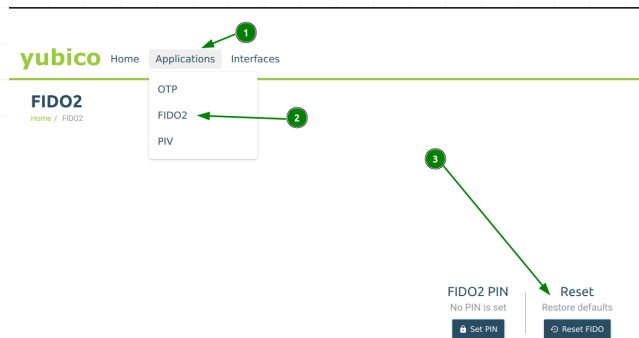 1
yubico Home Applications Interfaces
OTP
FIDO2
Home / FIDO2
FIDO2
2
PIV
3
FIDO2 PIN
No PIN is set
Set PIN
Reset
Restore defaults
Reset FIDO